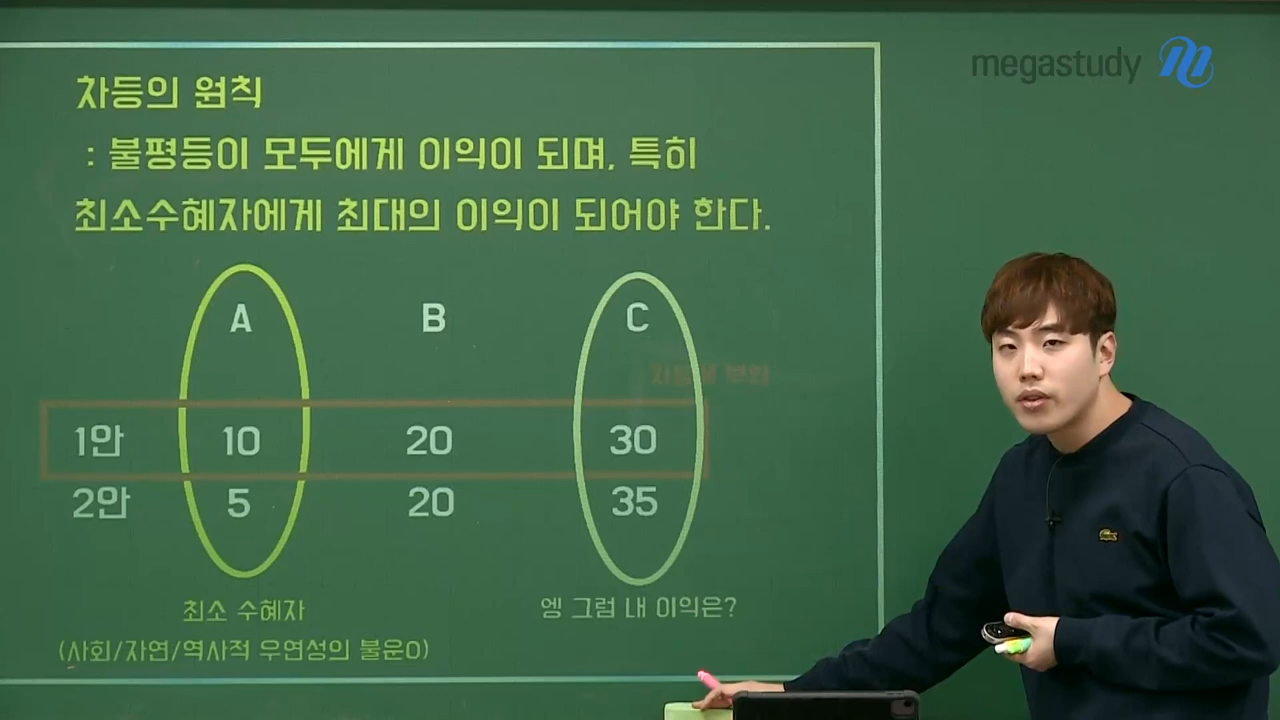 megastudy
차등의 원칙
: 불평등이 모두에게 이익이 되며, 특히
최소수혜자에게 최대의 이익이 되어야 한다.
A B C
1안 10 20 30
2안 5 20 35
최소 수혜자 엥 그럼 내 이익은?
(사회/자연/역사적 우연성의 불운O)